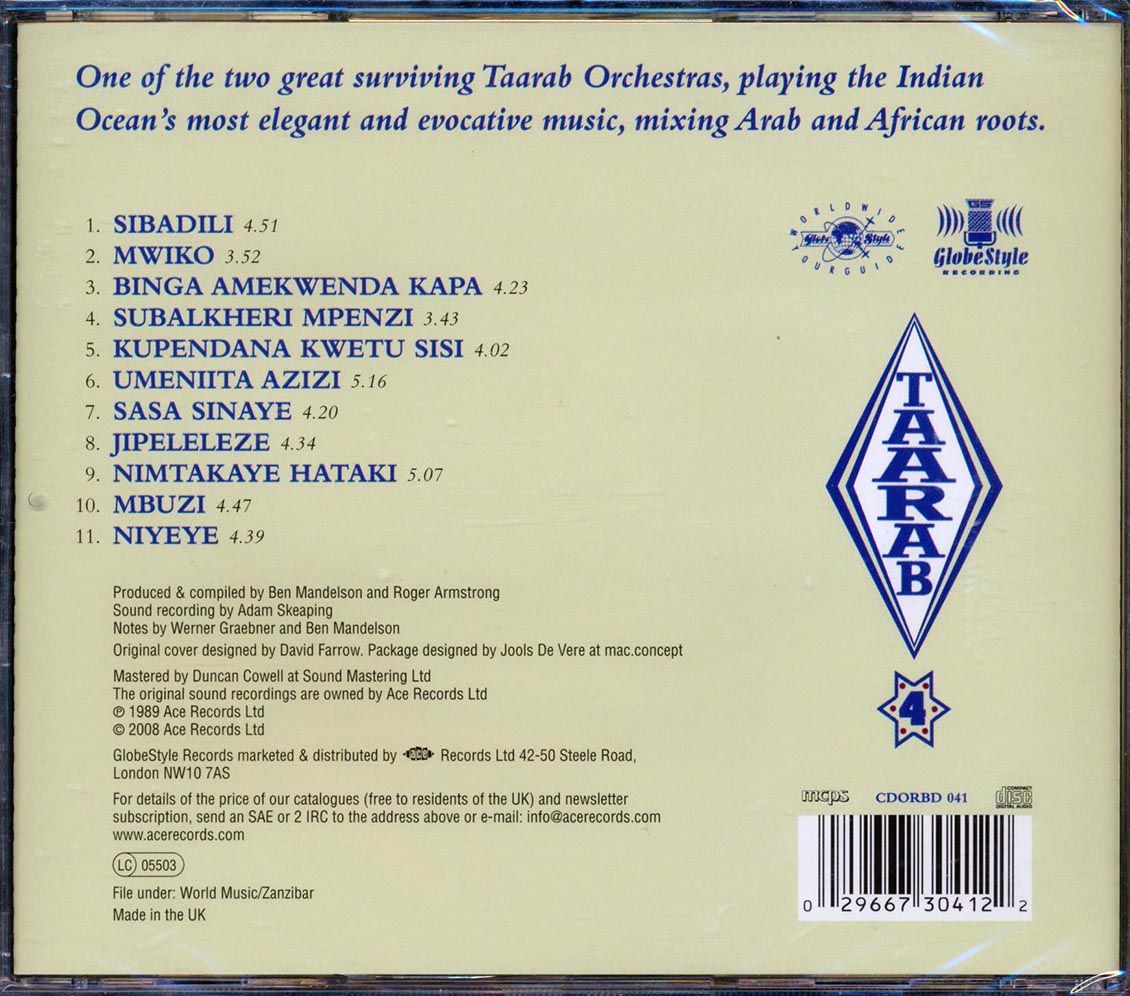 One of the two great surviving Taarab Orchestras, playing the Indian
Ocean's most elegant and evocative music, mixing Arab and African roots.
1. SIBADILI 4.51
2. MWIKO 3.52
3. BINGA AMEKWENDA KAPA 4.23
4. SUBALKHERI MPENZI 3.43
5. KUPENDANA KWETU SISI 4.02
6. UMENIITA AZIZI 5.16
7. SASA SINAYE 4.20
8. JIPELELEZE 4.34
9. NIMTAKAYE HATAKI 5.07
10. MBUZI 4.47
11. NIYEYE 4.39
WORLDWIDE
Globe Style
YOUR GUIDE
GS
GlobeStyle
RECORDING
TAARAB
4
Produced & compiled by Ben Mandelson and Roger Armstrong
Sound recording by Adam Skeaping
Notes by Werner Graebner and Ben Mandelson
Original cover designed by David Farrow. Package designed by Jools De Vere at mac.concept
Mastered by Duncan Cowell at Sound Mastering Ltd
The original sound recordings are owned by Ace Records Ltd
℗ 1989 Ace Records Ltd
© 2008 Ace Records Ltd
GlobeStyle Records marketed & distributed by ace Records Ltd 42-50 Steele Road,
London NW10 7AS
For details of the price of our catalogues (free to residents of the UK) and newsletter
subscription, send an SAE or 2 IRC to the address above or e-mail: info@acerecords.com
www.acerecords.com
LC 05503
File under: World Music/Zanzibar
Made in the UK
mcps CDORBD 041 COMPACT disc DIGITAL AUDIO
0 29667 30412 2